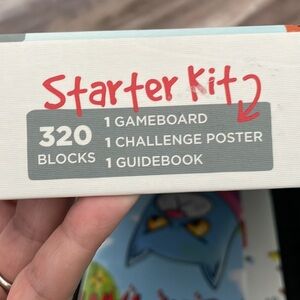 Starter Kit
320
BLOCKS
1 GAMEBOARD
1 CHALLENGE POSTER
1 GUIDEBOOK